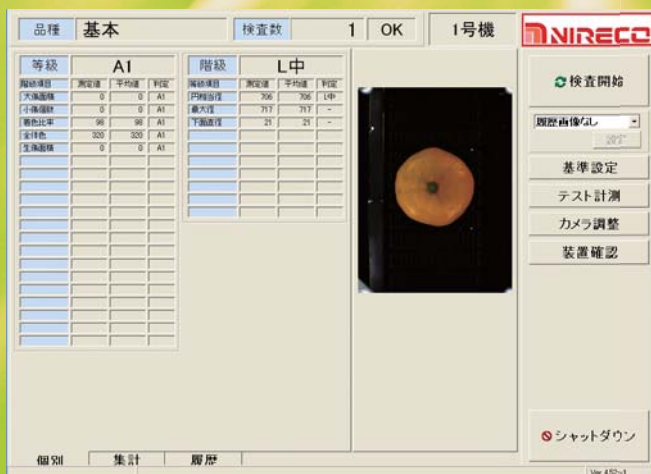 品種 基本 検査数 1 OK 1号機 NIRECO
等級 A1
階級項目 測定値 平均値 判定
大傷面積 0 0 A1
小傷個数 0 0 A1
着色比率 98 98 A1
全体色 320 320 A1
生傷面積 0 0 A1
階級 L中
等級項目 測定値 平均値 判定
円相当径 706 706 L中
最大径 717 717 -
下面直径 21 21 -
検査開始
履歴画像なし
設定
基準設定
テスト計測
カメラ調整
装置確認
シャットダウン
個別 集計 履歴